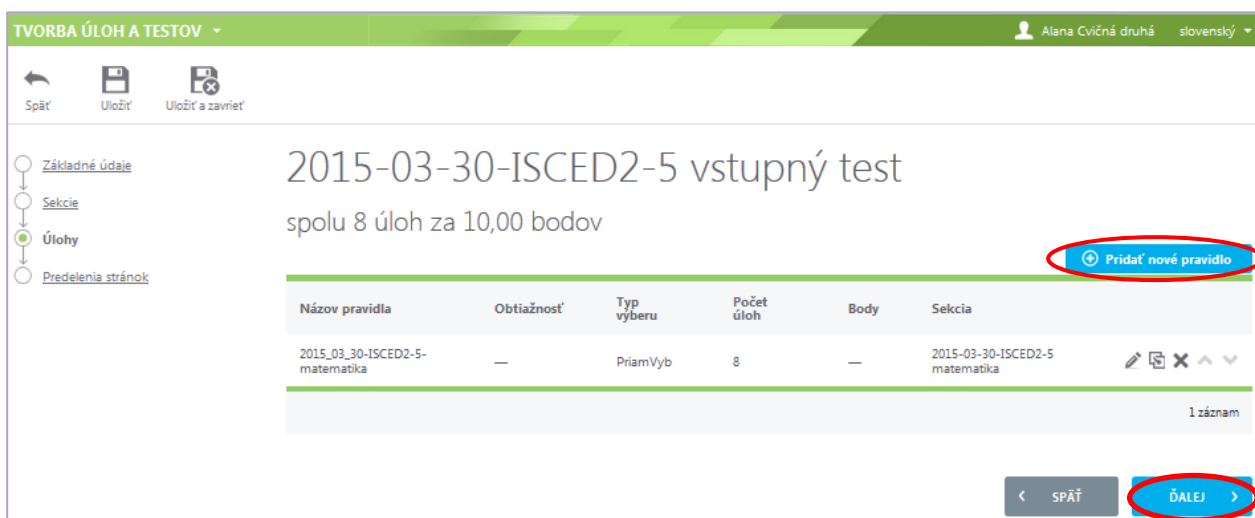 TVORBA ÚLOH A TESTOV
Alana Cvičná druhá slovenský
Späť Uložiť Uložiť a zavrieť
Základné údaje
Sekcie
Úlohy
Predelenia stránok
2015-03-30-ISCED2-5 vstupný test
spolu 8 úloh za 10,00 bodov
Pridať nové pravidlo
Názov pravidla Obtiažnosť Typ výberu Počet úloh Body Sekcia
2015_03_30-ISCED2-5-matematika — PriamVyb 8 — 2015-03-30-ISCED2-5 matematika
1 záznam
SPÄŤ ĎALEJ